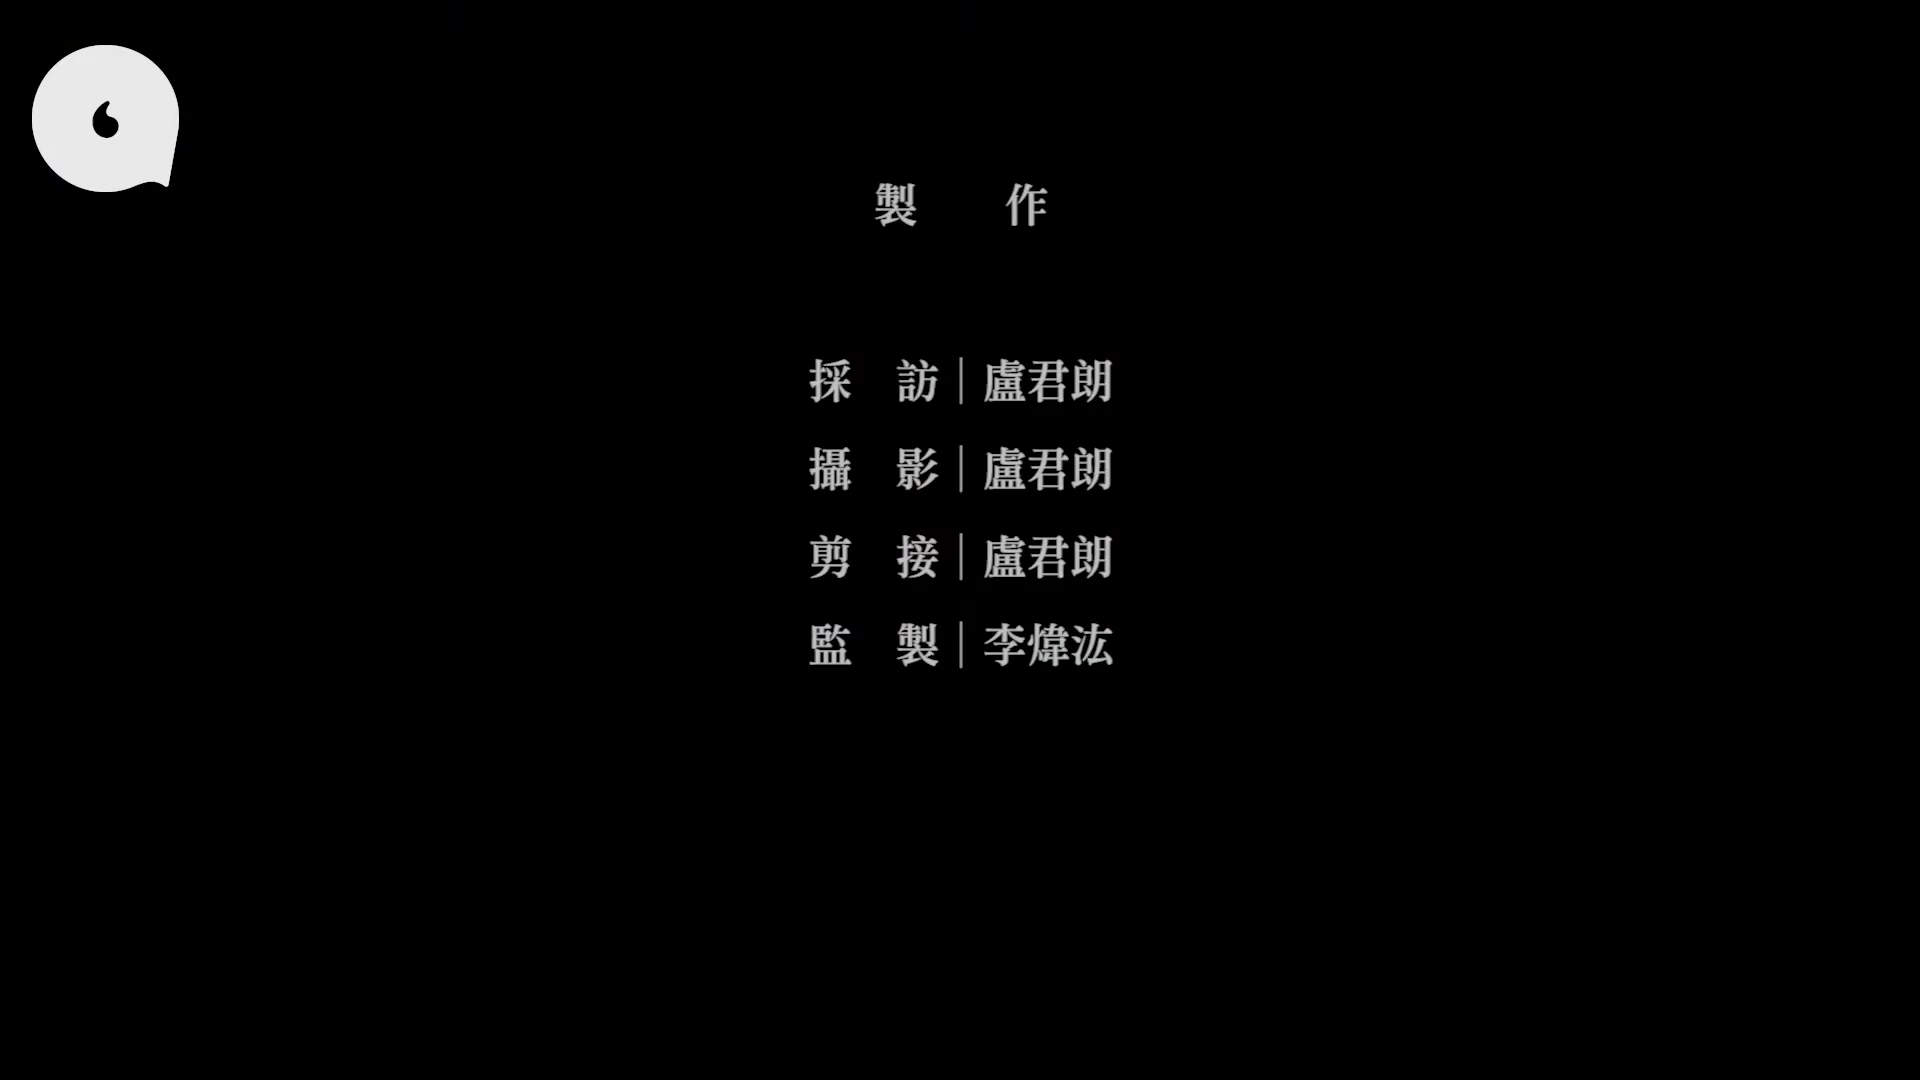 製　　作
採　訪｜盧君朗
攝　影｜盧君朗
剪　接｜盧君朗
監　製｜李煒汯